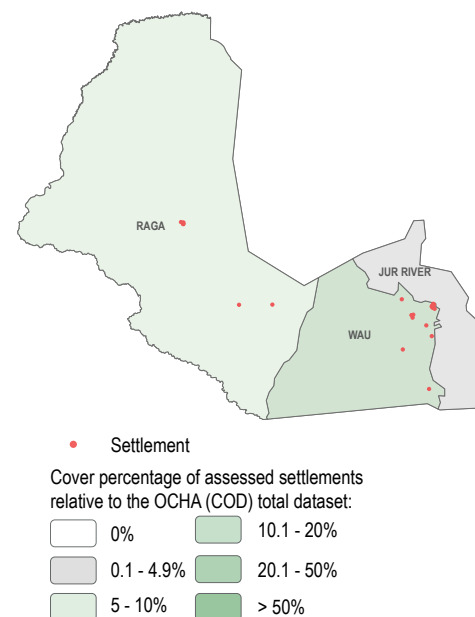 RAGA
JUR RIVER
WAU
Settlement
Cover percentage of assessed settlements
relative to the OCHA (COD) total dataset:
0%
10.1 - 20%
0.1 - 4.9%
20.1 - 50%
5 - 10%
> 50%